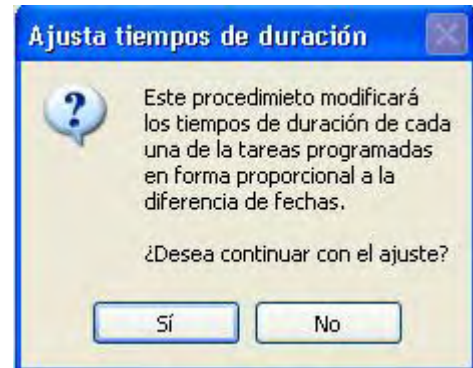 Ajusta tiempos de duración
Este procedimieto modificará
los tiempos de duración de cada
una de la tareas programadas
en forma proporcional a la
diferencia de fechas.
¿Desea continuar con el ajuste?
Sí
No